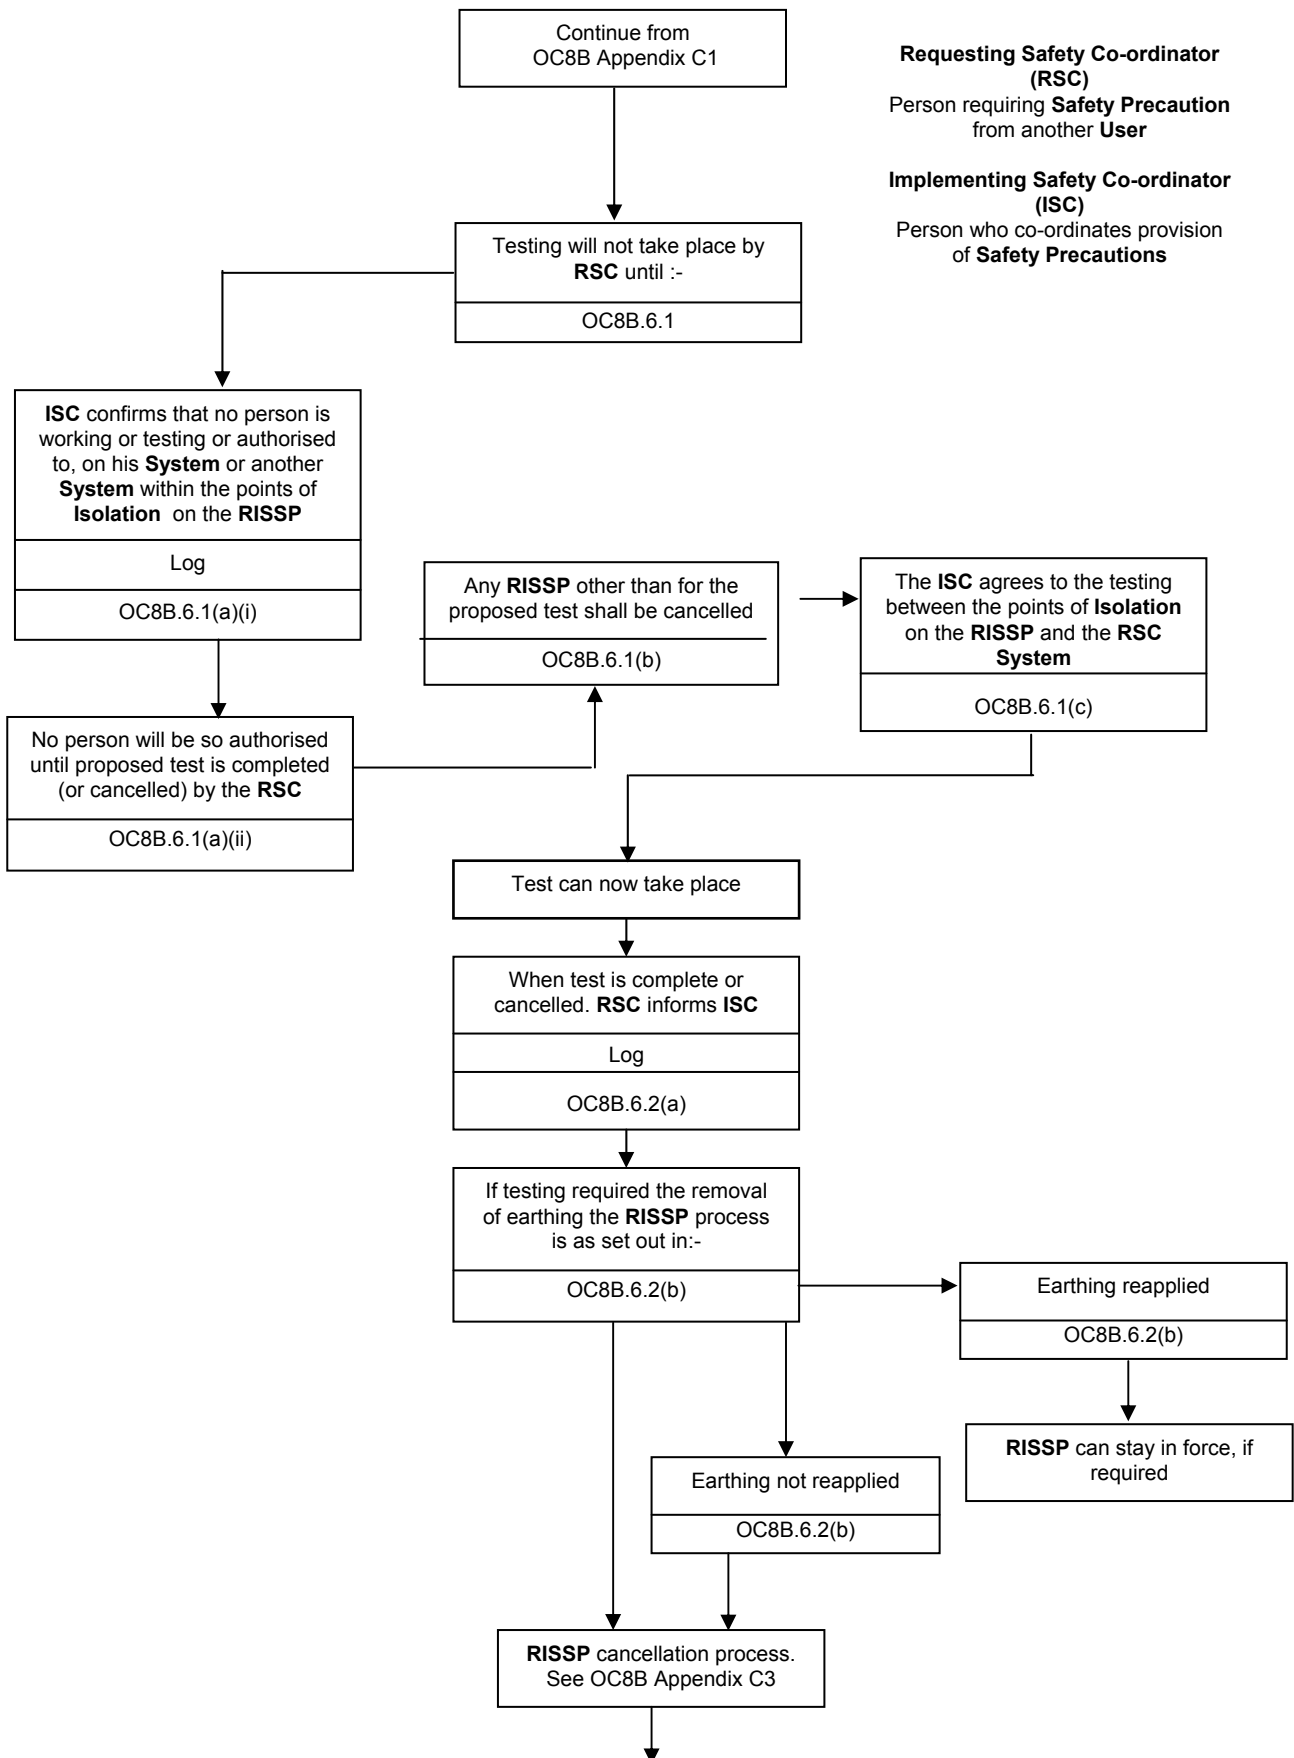 Continue from
OC8B Appendix C1
Requesting Safety Co-ordinator
(RSC)
Person requiring Safety Precaution
from another User
Implementing Safety Co-ordinator
(ISC)
Person who co-ordinates provision
of Safety Precautions
Testing will not take place by
RSC until :-
OC8B.6.1
ISC confirms that no person is
working or testing or authorised
to, on his System or another
System within the points of
Isolation on the RISSP
Log
OC8B.6.1(a)(i)
No person will be so authorised
until proposed test is completed
(or cancelled) by the RSC
OC8B.6.1(a)(ii)
Any RISSP other than for the
proposed test shall be cancelled
OC8B.6.1(b)
The ISC agrees to the testing
between the points of Isolation
on the RISSP and the RSC
System
OC8B.6.1(c)
Test can now take place
When test is complete or
cancelled. RSC informs ISC
Log
OC8B.6.2(a)
If testing required the removal
of earthing the RISSP process
is as set out in:-
OC8B.6.2(b)
Earthing reapplied
OC8B.6.2(b)
RISSP can stay in force, if
required
Earthing not reapplied
OC8B.6.2(b)
RISSP cancellation process.
See OC8B Appendix C3